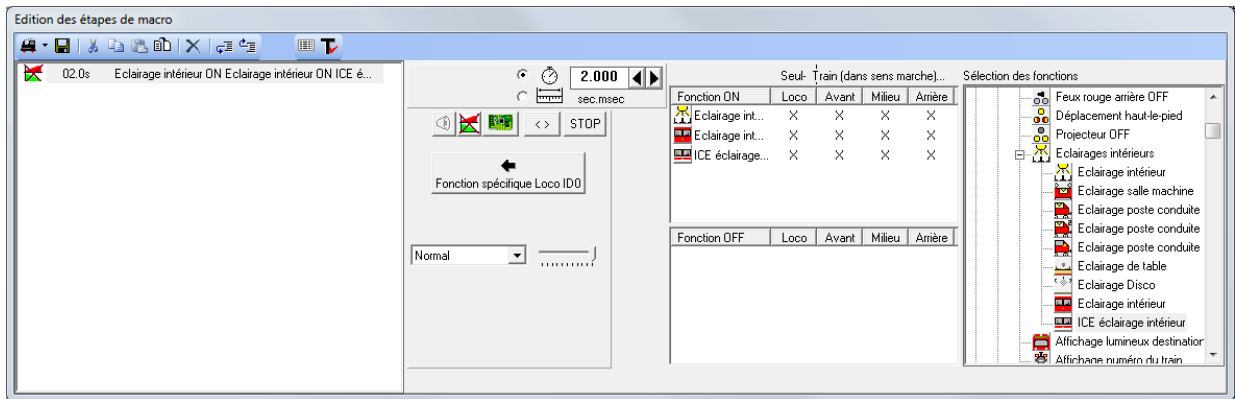 Edition des étapes de macro
02.0s Eclairage intérieur ON Eclairage intérieur ON ICE é...
2.000
sec.msec
< > STOP
Fonction spécifique Loco ID0
Normal
Seul- Train (dans sens marche)...
Fonction ON Loco Avant Milieu Arrière
Eclairage int... X X X X
Eclairage int... X X X X
ICE éclairage... X X X X
Fonction OFF Loco Avant Milieu Arrière
Sélection des fonctions
Feux rouge arrière OFF
Déplacement haut-le-pied
Projecteur OFF
Eclairages intérieurs
Eclairage intérieur
Eclairage salle machine
Eclairage poste conduite
Eclairage poste conduite
Eclairage poste conduite
Eclairage de table
Eclairage Disco
Eclairage intérieur
ICE éclairage intérieur
Affichage lumineux destination
Affichage numéro du train